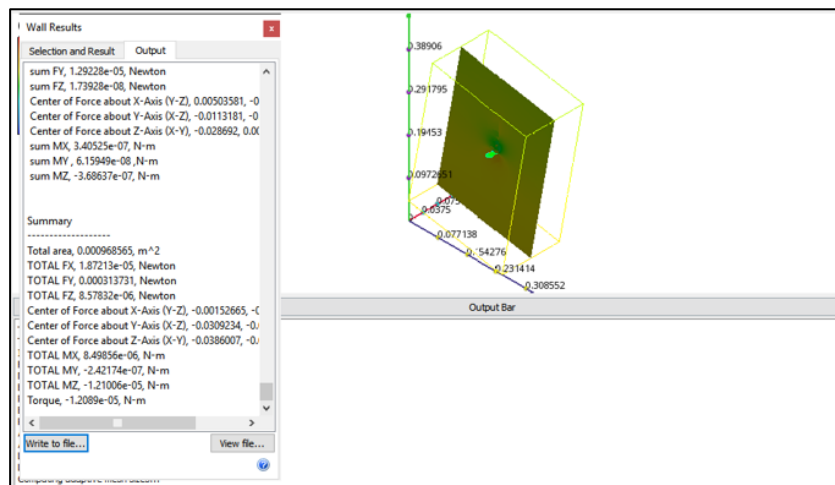 Wall Results
x
Selection and Result
Output
sum FY, 1.29228e-05, Newton
sum FZ, 1.73928e-08, Newton
Center of Force about X-Axis (Y-Z), 0.00503581, -0
Center of Force about Y-Axis (X-Z), -0.0113181, -0
Center of Force about Z-Axis (X-Y), -0.028692, 0.00
sum MX, 3.40525e-07, N-m
sum MY , 6.15949e-08 ,N-m
sum MZ, -3.68637e-07, N-m
Summary
-------------------
Total area, 0.000968565, m^2
TOTAL FX, 1.87213e-05, Newton
TOTAL FY, 0.000313731, Newton
TOTAL FZ, 8.57832e-06, Newton
Center of Force about X-Axis (Y-Z), -0.00152665, -0
Center of Force about Y-Axis (X-Z), -0.0309234, -0.
Center of Force about Z-Axis (X-Y), -0.0386007, -0.
TOTAL MX, 8.49856e-06, N-m
TOTAL MY, -2.42174e-07, N-m
TOTAL MZ, -1.21006e-05, N-m
Torque, -1.2089e-05, N-m
Write to file...
View file...
?
0.38906
0.291795
0.19453
0.0972651
0.075
0.0375
0.077138
0.154276
0.231414
0.308552
Output Bar